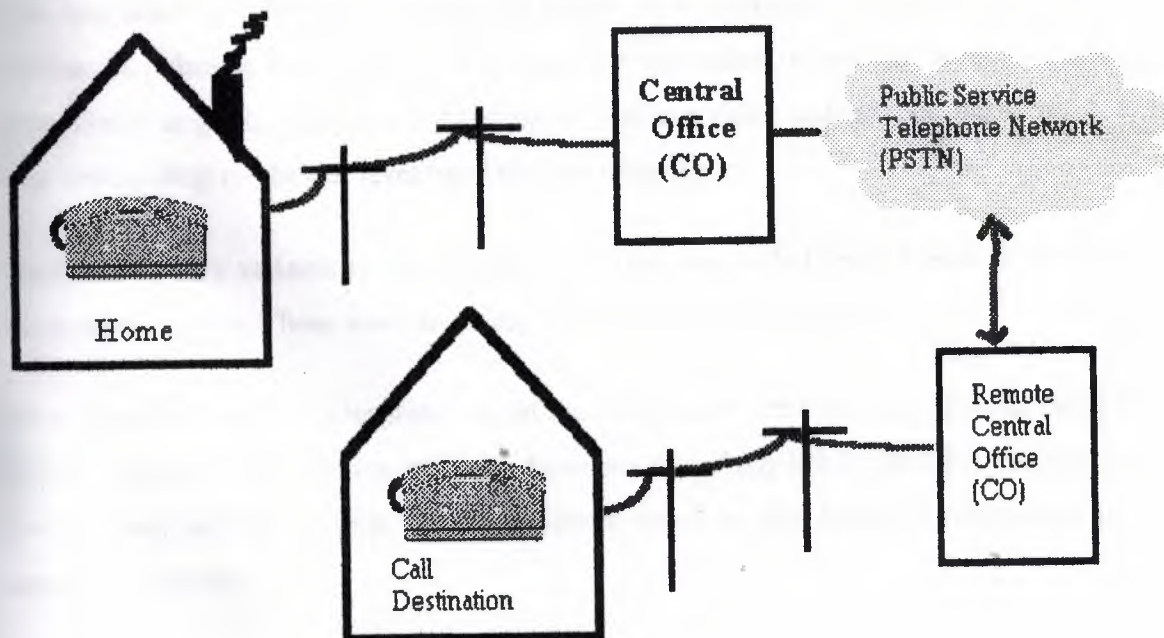 Central
Office
(CO)
Public Service
Telephone Network
(PSTN)
Home
Remote
Central
Office
(CO)
Call
Destination